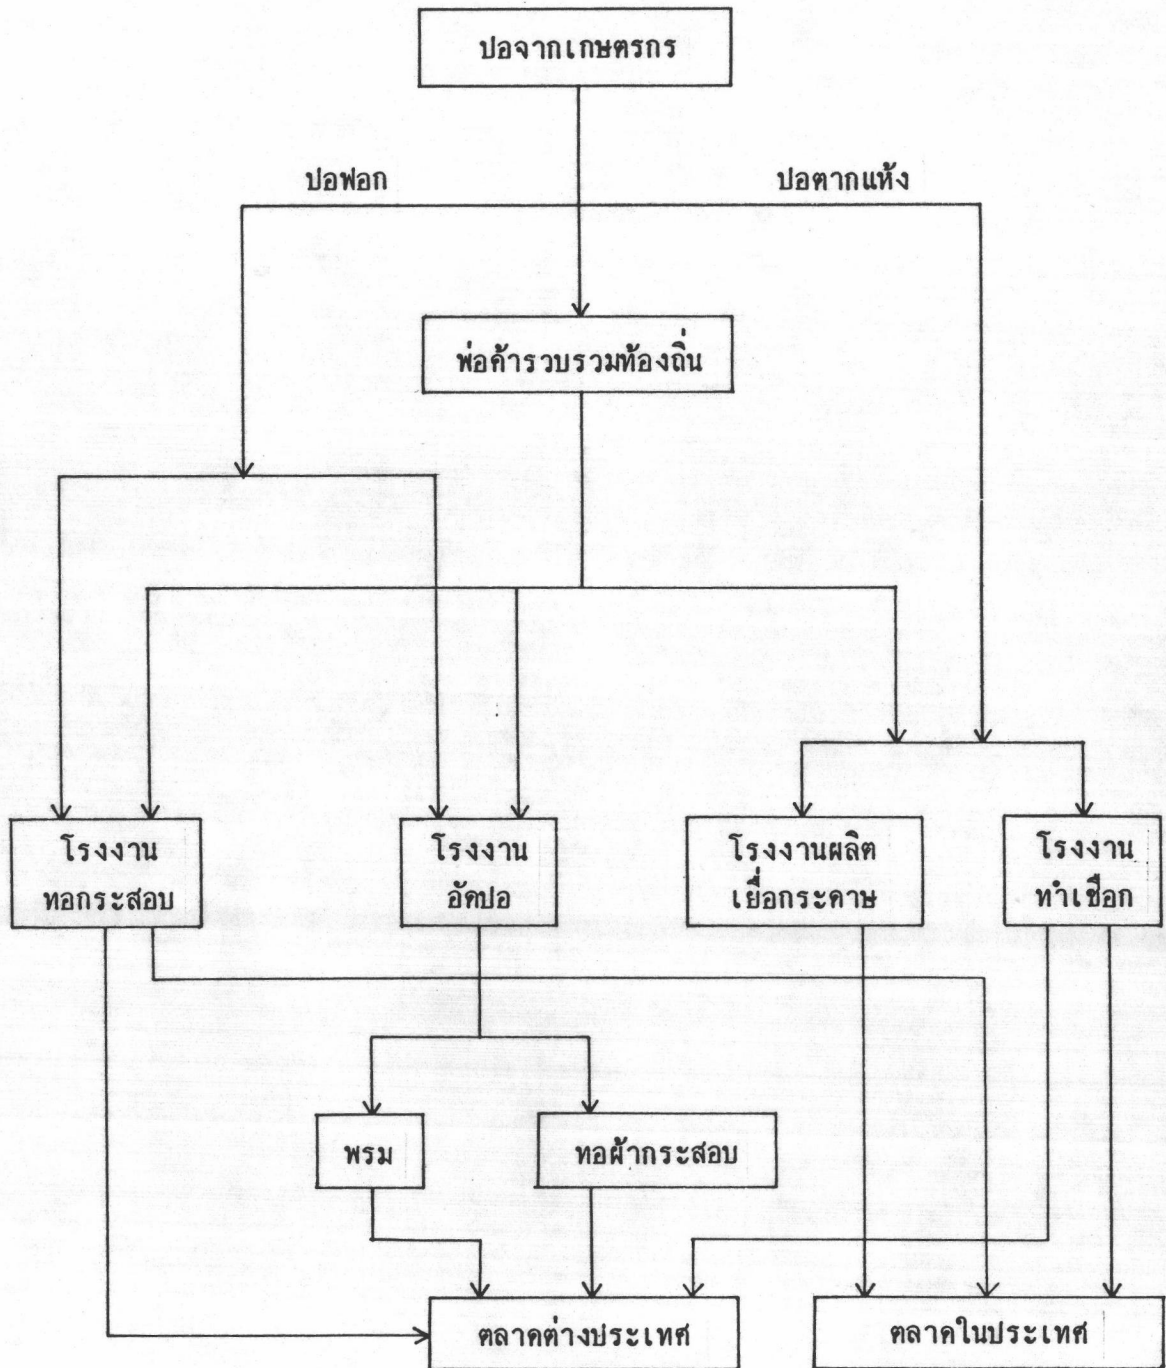 ปอจากเกษตรกร
ปอฟอก
ปอตากแห้ง
พ่อค้ารวบรวมท้องถิ่น
โรงงาน
ทอกระสอบ
โรงงาน
อัดปอ
โรงงานผลิต
เยื่อกระดาษ
โรงงาน
ทำเชือก
พรม
ทอผ้ากระสอบ
ตลาดต่างประเทศ
ตลาดในประเทศ